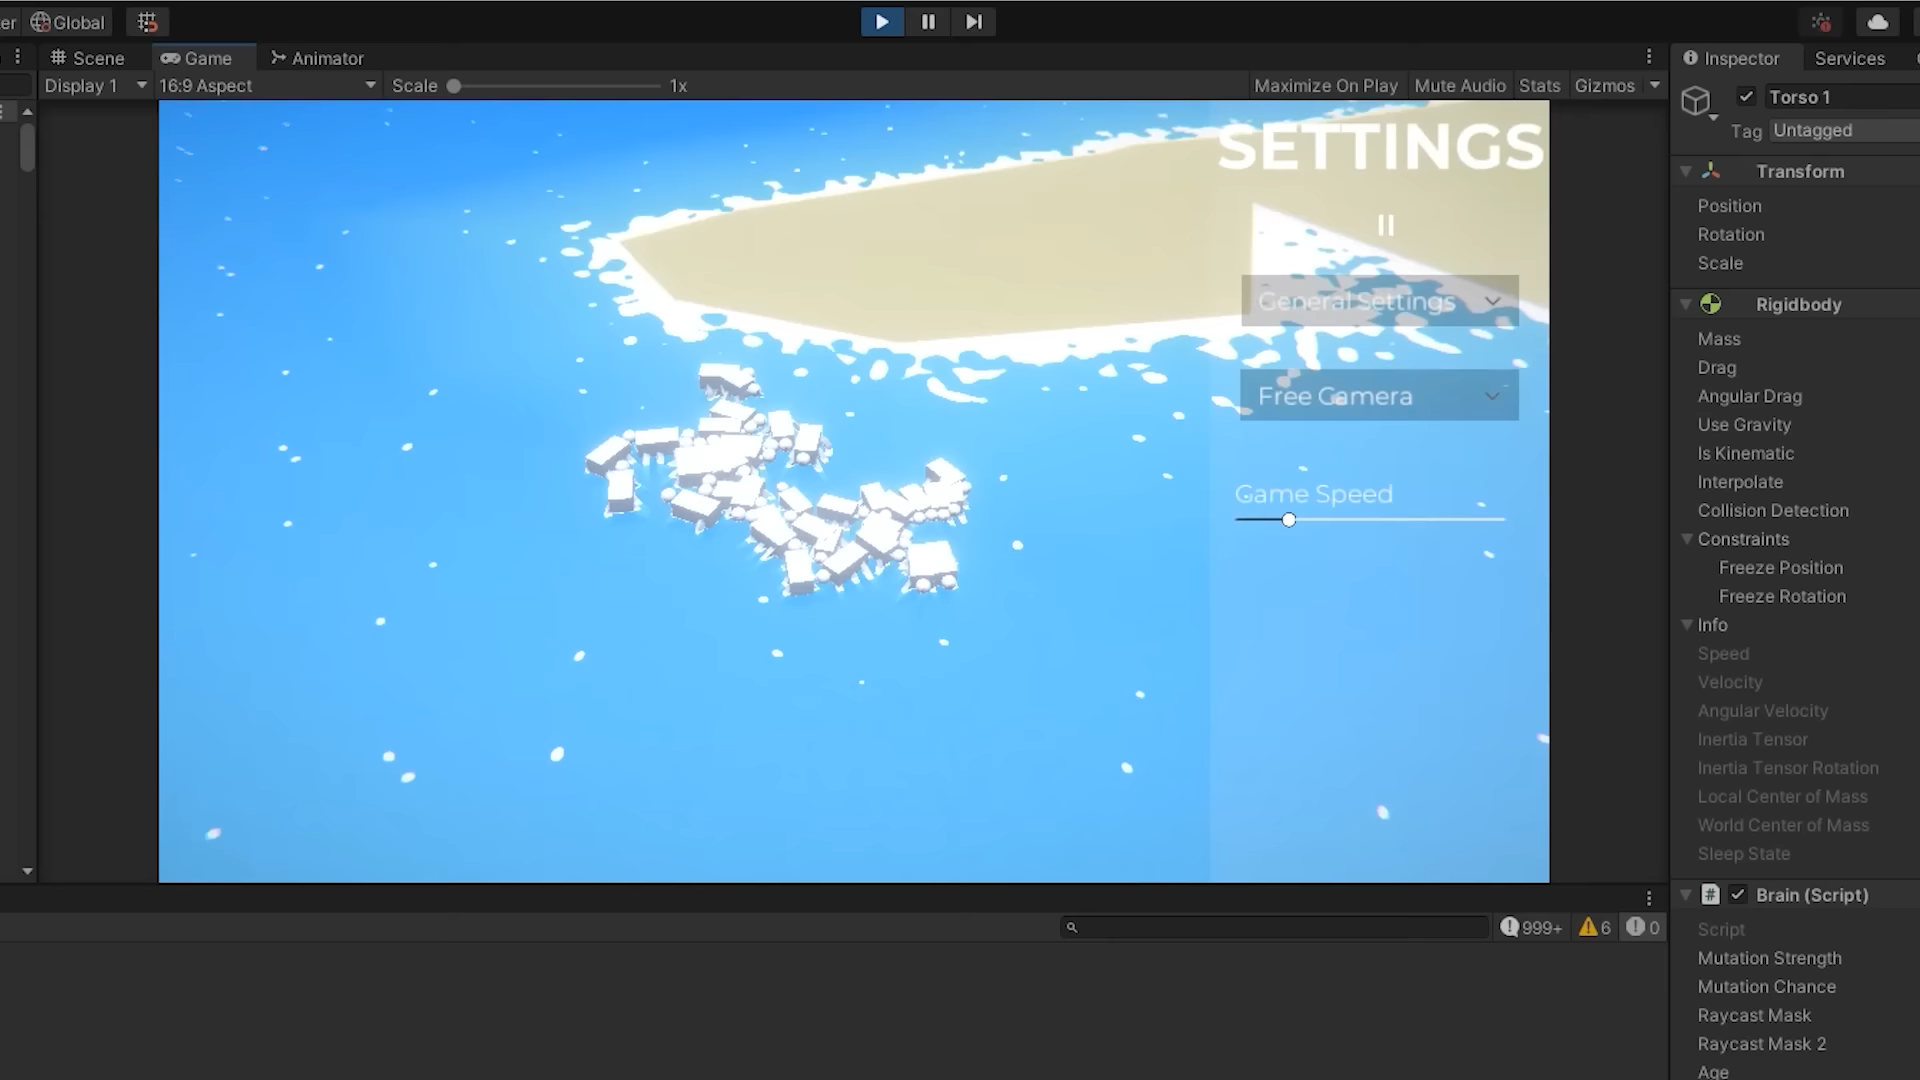 er Global
Scene Game Animator
Display 1 16:9 Aspect Scale 1x Maximize On Play Mute Audio Stats Gizmos
SETTINGS
General Settings
Free Camera
Game Speed
999+ 6 0
Inspector Services
Torso 1
Tag Untagged
Transform
Position
Rotation
Scale
Rigidbody
Mass
Drag
Angular Drag
Use Gravity
Is Kinematic
Interpolate
Collision Detection
Constraints
Freeze Position
Freeze Rotation
Info
Speed
Velocity
Angular Velocity
Inertia Tensor
Inertia Tensor Rotation
Local Center of Mass
World Center of Mass
Sleep State
Brain (Script)
Script
Mutation Strength
Mutation Chance
Raycast Mask
Raycast Mask 2
Age